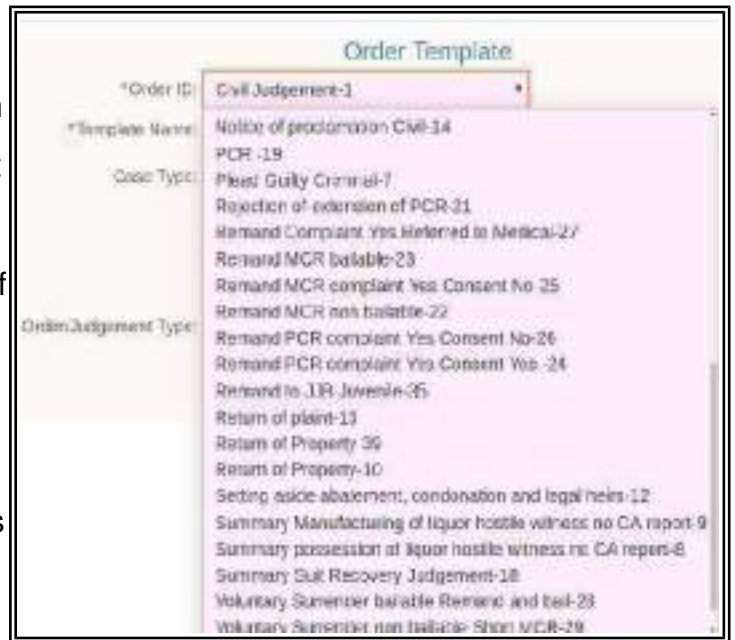 Order Template
*Order ID: Civil Judgement-1
*Template Name:
Notice of proclamation Civil-14
PCR -19
Case Type:
Plead Guilty Criminal-7
Rejection of extension of PCR-21
Remand Complaint Yes Referred to Medical-27
Remand MCR bailable-23
Remand MCR complaint Yes Consent No-25
Remand MCR non bailable-22
Order/Judgement Type:
Remand PCR complaint Yes Consent No-26
Remand PCR complaint Yes Consent Yes -24
Remand to JJB Juvenile-35
Return of plaint-13
Return of Property 39
Return of Property-10
Setting aside abatement, condonation and legal heirs-12
Summary Manufacturing of liquor hostile witness no CA report-9
Summary possession of liquor hostile witness no CA report-8
Summary Suit Recovery Judgement-18
Voluntary Surrender bailable Remand and bail-28
Voluntary Surrender non bailable Short MCR-29